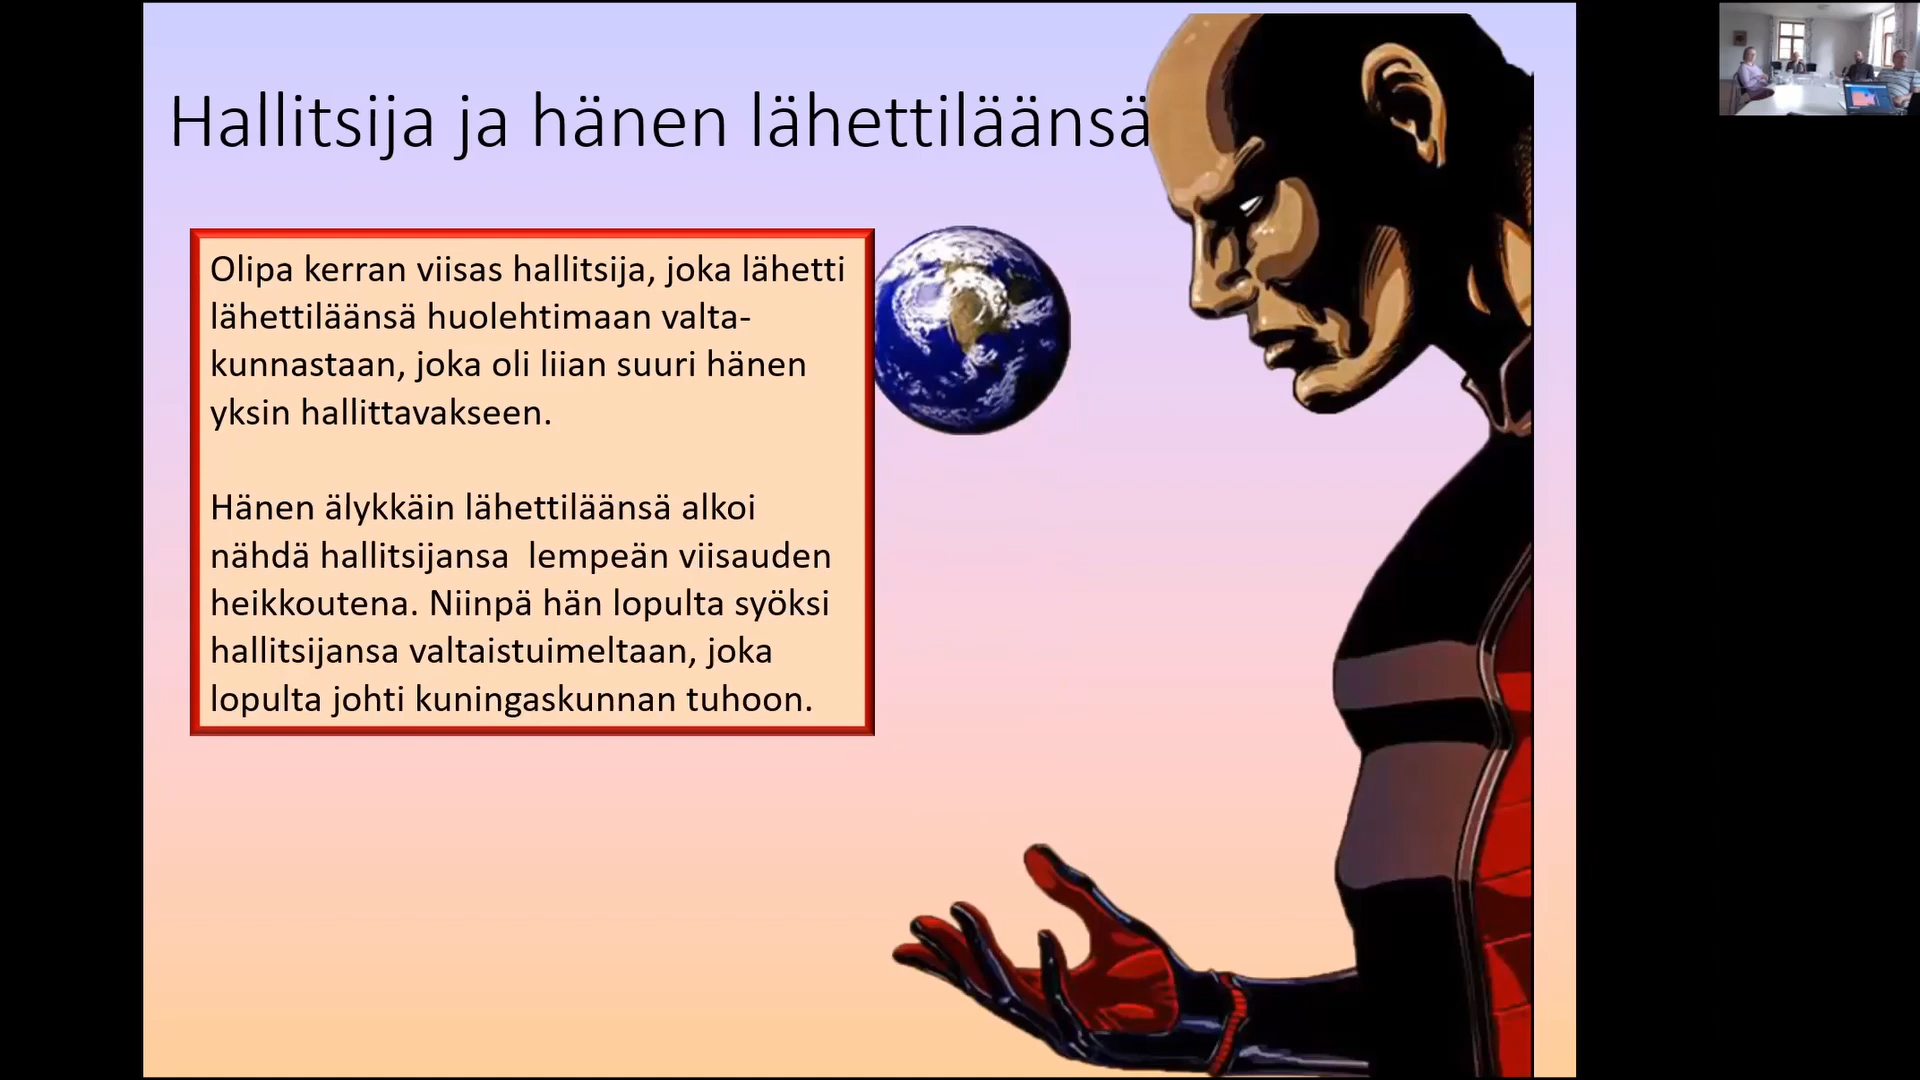 Hallitsija ja hänen lähettiläänsä
Olipa kerran viisas hallitsija, joka lähetti
lähettiläänsä huolehtimaan valta-
kunnastaan, joka oli liian suuri hänen
yksin hallittavakseen.
Hänen älykkäin lähettiläänsä alkoi
nähdä hallitsijansa  lempeän viisauden
heikkoutena. Niinpä hän lopulta syöksi
hallitsijansa valtaistuimeltaan, joka
lopulta johti kuningaskunnan tuhoon.